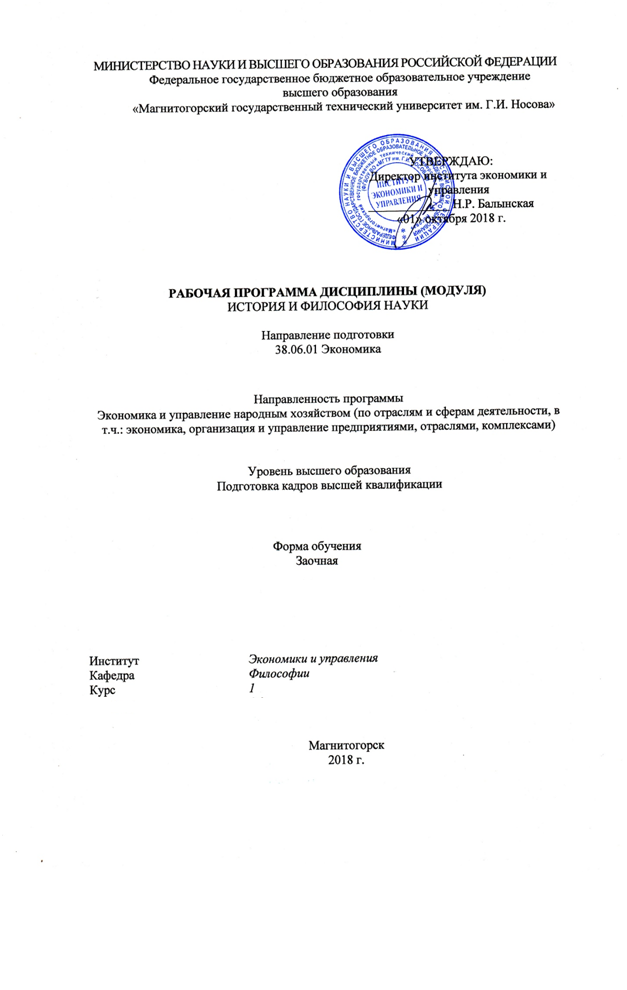 МИНИСТЕРСТВО НАУКИ И ВЫСШЕГО ОБРАЗОВАНИЯ РОССИЙСКОЙ ФЕДЕРАЦИИ
Федеральное государственное бюджетное образовательное учреждение
высшего образования
«Магнитогорский государственный технический университет им. Г.И. Носова»
УТВЕРЖДАЮ:
Директор института экономики и
управления
Н.Р. Балынская
«01» октября 2018 г.
ИНСТИТУТ
ЭКОНОМИКИ И
УПРАВЛЕНИЯ
РАБОЧАЯ ПРОГРАММА ДИСЦИПЛИНЫ (МОДУЛЯ)
ИСТОРИЯ И ФИЛОСОФИЯ НАУКИ
Направление подготовки
38.06.01 Экономика
Направленность программы
Экономика и управление народным хозяйством (по отраслям и сферам деятельности, в
т.ч.: экономика, организация и управление предприятиями, отраслями, комплексами)
Уровень высшего образования
Подготовка кадров высшей квалификации
Форма обучения
Заочная
Институт Экономики и управления
Кафедра Философии
Курс 1
Магнитогорск
2018 г.